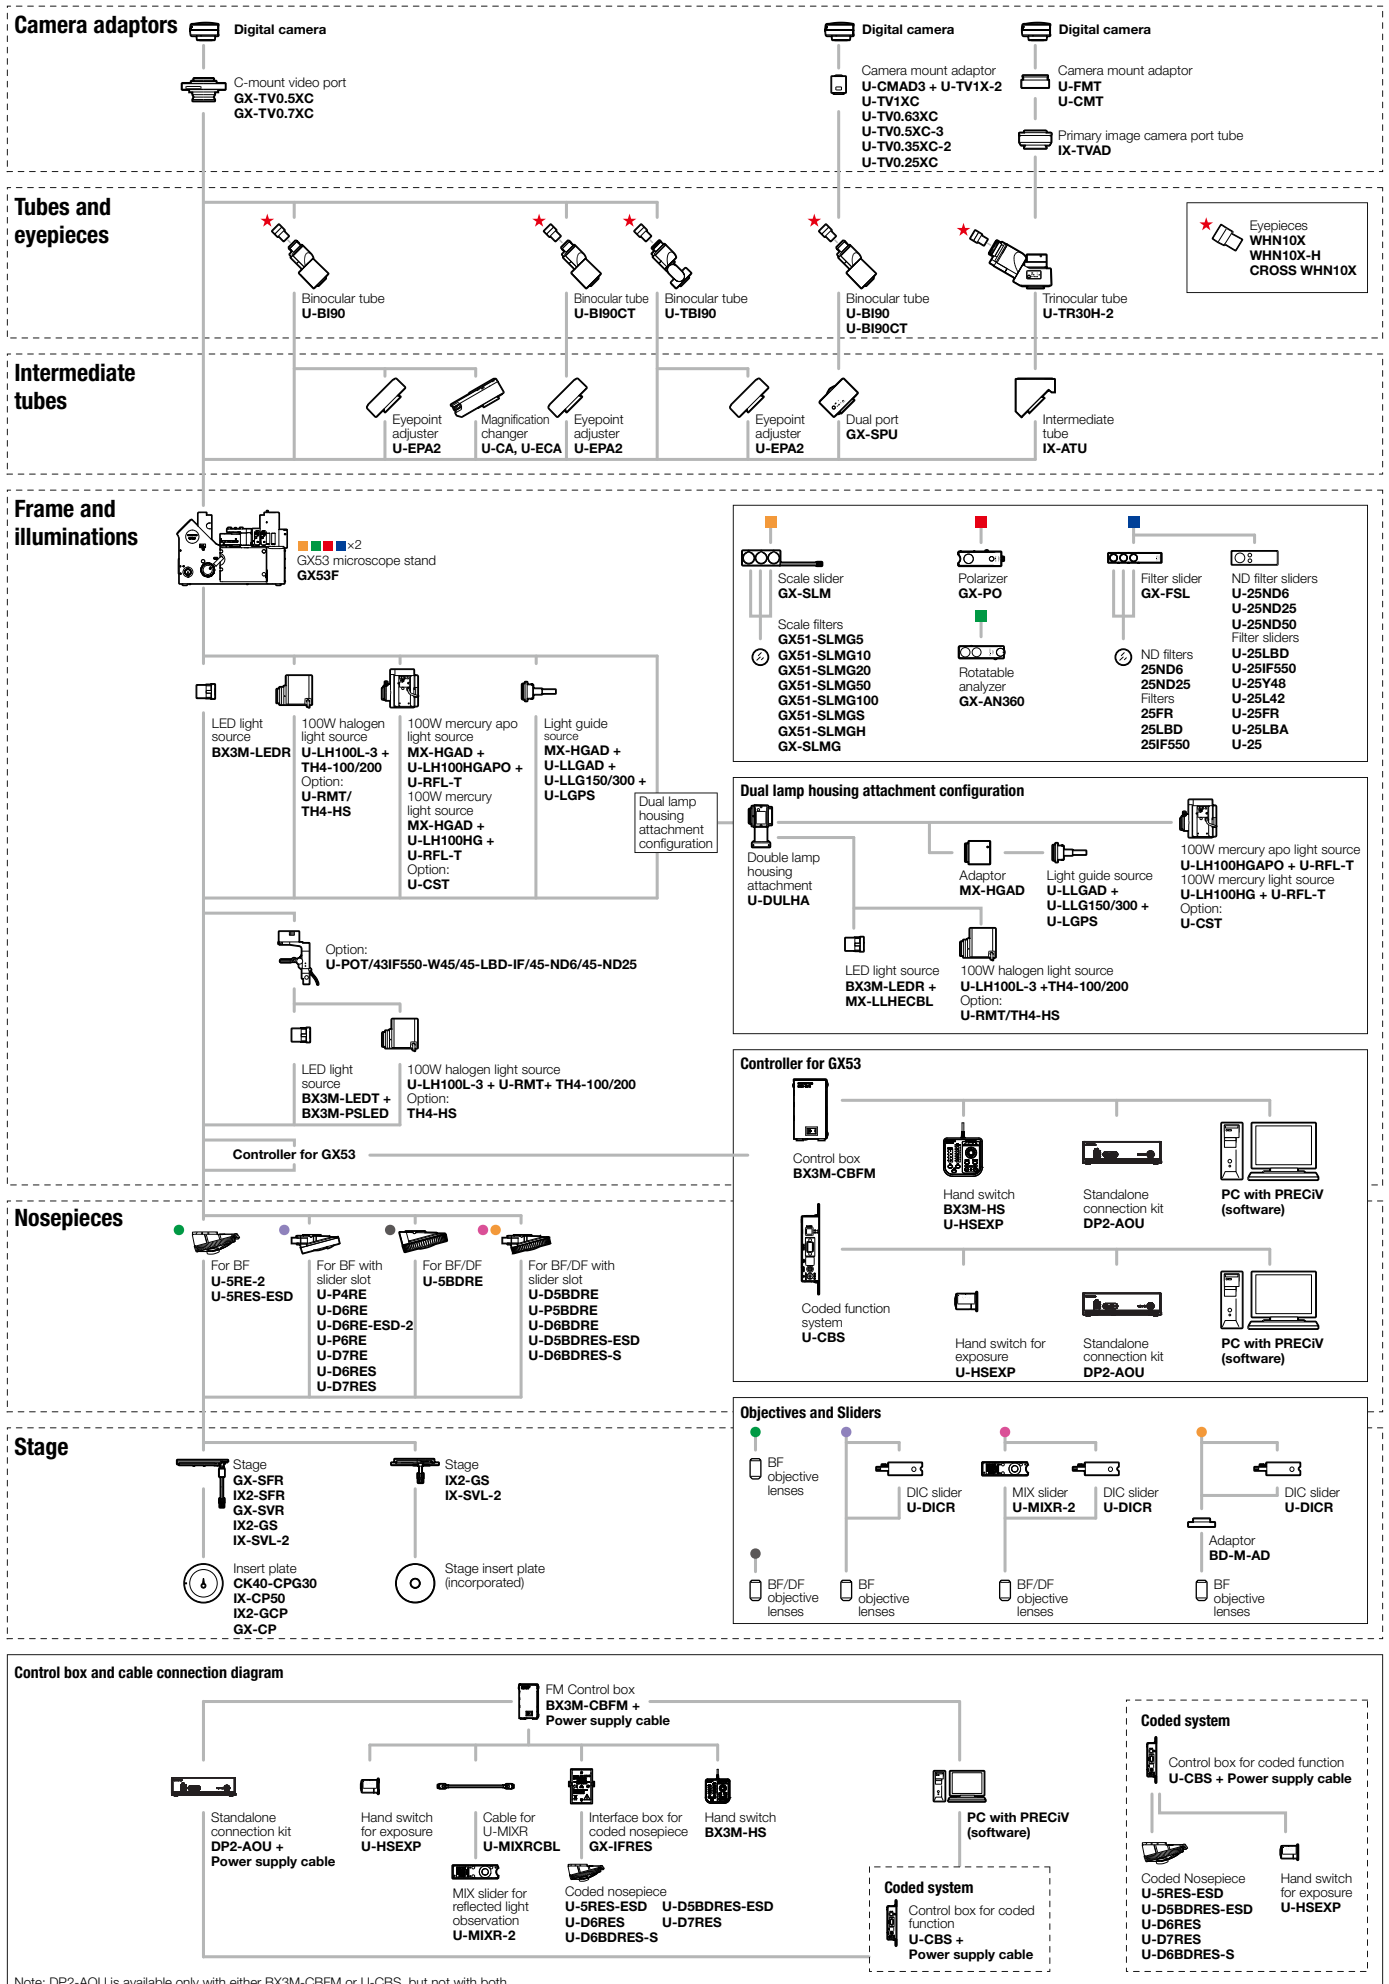 Camera adaptors
Digital camera
C-mount video port
GX-TV0.5XC
GX-TV0.7XC
Digital camera
Camera mount adaptor
U-CMAD3 + U-TV1X-2
U-TV1XC
U-TV0.63XC
U-TV0.5XC-3
U-TV0.35XC-2
U-TV0.25XC
Digital camera
Camera mount adaptor
U-FMT
U-CMT
Primary image camera port tube
IX-TVAD
Tubes and
eyepieces
Binocular tube
U-BI90
Binocular tube
U-BI90CT
Binocular tube
U-TBI90
Binocular tube
U-BI90
U-BI90CT
Trinocular tube
U-TR30H-2
Eyepieces
WHN10X
WHN10X-H
CROSS WHN10X
Intermediate
tubes
Eyepoint
adjuster
U-EPA2
Magnification
changer
U-CA, U-ECA
Eyepoint
adjuster
U-EPA2
Eyepoint
adjuster
U-EPA2
Dual port
GX-SPU
Intermediate
tube
IX-ATU
Frame and
illuminations
×2
GX53 microscope stand
GX53F
Scale slider
GX-SLM
Scale filters
GX51-SLMG5
GX51-SLMG10
GX51-SLMG20
GX51-SLMG50
GX51-SLMG100
GX51-SLMGS
GX51-SLMGH
GX-SLMG
Polarizer
GX-PO
Rotatable
analyzer
GX-AN360
Filter slider
GX-FSL
ND filters
25ND6
25ND25
Filters
25FR
25LBD
25IF550
ND filter sliders
U-25ND6
U-25ND25
U-25ND50
Filter sliders
U-25LBD
U-25IF550
U-25Y48
U-25L42
U-25FR
U-25LBA
U-25
LED light
source
BX3M-LEDR
100W halogen
light source
U-LH100L-3 +
TH4-100/200
Option:
U-RMT/
TH4-HS
100W mercury apo
light source
MX-HGAD +
U-LH100HGAPO +
U-RFL-T
100W mercury
light source
MX-HGAD +
U-LH100HG +
U-RFL-T
Option:
U-CST
Light guide
source
MX-HGAD +
U-LLGAD +
U-LLG150/300 +
U-LGPS
Dual lamp
housing
attachment
configuration
Dual lamp housing attachment configuration
Double lamp
housing
attachment
U-DULHA
Adaptor
MX-HGAD
Light guide source
U-LLGAD +
U-LLG150/300 +
U-LGPS
100W mercury apo light source
U-LH100HGAPO + U-RFL-T
100W mercury light source
U-LH100HG + U-RFL-T
Option:
U-CST
LED light source
BX3M-LEDR +
MX-LLHECBL
100W halogen light source
U-LH100L-3 +TH4-100/200
Option:
U-RMT/TH4-HS
Option:
U-POT/43IF550-W45/45-LBD-IF/45-ND6/45-ND25
LED light
source
BX3M-LEDT +
BX3M-PSLED
100W halogen light source
U-LH100L-3 + U-RMT+ TH4-100/200
Option:
TH4-HS
Controller for GX53
Controller for GX53
Control box
BX3M-CBFM
Hand switch
BX3M-HS
U-HSEXP
Standalone
connection kit
DP2-AOU
PC with PRECiV
(software)
Coded function
system
U-CBS
Hand switch for
exposure
U-HSEXP
Standalone
connection kit
DP2-AOU
PC with PRECiV
(software)
Nosepieces
For BF
U-5RE-2
U-5RES-ESD
For BF with
slider slot
U-P4RE
U-D6RE
U-D6RE-ESD-2
U-P6RE
U-D7RE
U-D6RES
U-D7RES
For BF/DF
U-5BDRE
For BF/DF with
slider slot
U-D5BDRE
U-P5BDRE
U-D6BDRE
U-D5BDRES-ESD
U-D6BDRES-S
Stage
Stage
GX-SFR
IX2-SFR
GX-SVR
IX2-GS
IX-SVL-2
Insert plate
CK40-CPG30
IX-CP50
IX2-GCP
GX-CP
Stage
IX2-GS
IX-SVL-2
Stage insert plate
(incorporated)
Objectives and Sliders
BF
objective
lenses
BF/DF
objective
lenses
DIC slider
U-DICR
BF
objective
lenses
MIX slider
U-MIXR-2
DIC slider
U-DICR
BF/DF
objective
lenses
DIC slider
U-DICR
Adaptor
BD-M-AD
BF
objective
lenses
Control box and cable connection diagram
FM Control box
BX3M-CBFM +
Power supply cable
Standalone
connection kit
DP2-AOU +
Power supply cable
Hand switch
for exposure
U-HSEXP
Cable for
U-MIXR
U-MIXRCBL
MIX slider for
reflected light
observation
U-MIXR-2
Interface box for
coded nosepiece
GX-IFRES
Coded nosepiece
U-5RES-ESD U-D5BDRES-ESD
U-D6RES U-D7RES
U-D6BDRES-S
Hand switch
BX3M-HS
PC with PRECiV
(software)
Coded system
Control box for coded
function
U-CBS +
Power supply cable
Coded system
Control box for coded function
U-CBS + Power supply cable
Coded Nosepiece
U-5RES-ESD
U-D5BDRES-ESD
U-D6RES
U-D7RES
U-D6BDRES-S
Hand switch
for exposure
U-HSEXP
Note: DP2-AOU is available only with either BX3M-CBFM or U-CBS, but not with both